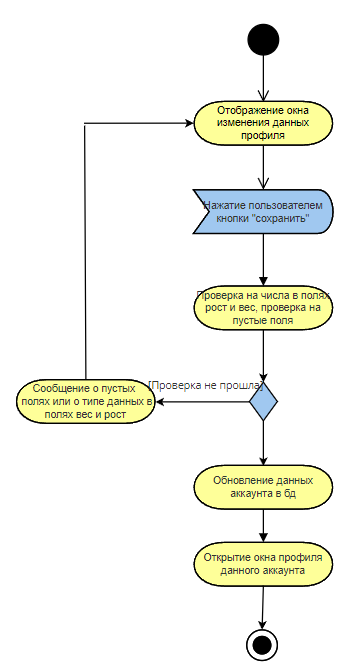 Отображение окна
изменения данных
профиля
Нажатие пользователем
кнопки "сохранить"
Проверка на числа в полях
рост и вес, проверка на
пустые поля
[Проверка не прошла]
Сообщение о пустых
полях или о типе данных в
полях вес и рост
Обновление данных
аккаунта в бд
Открытие окна профиля
данного аккаунта